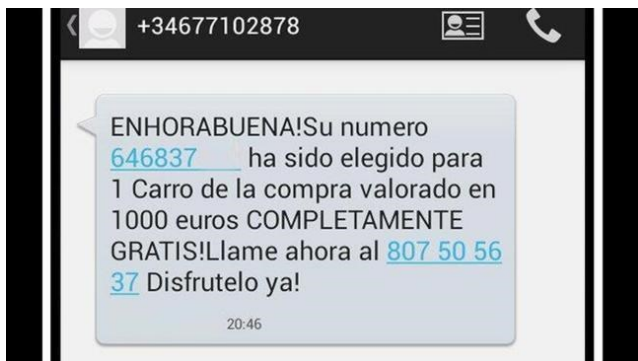 +34677102878
ENHORABUENA!Su numero
646837 ha sido elegido para
1 Carro de la compra valorado en
1000 euros COMPLETAMENTE
GRATIS!Llame ahora al 807 50 56
37 Disfrutelo ya!
20:46